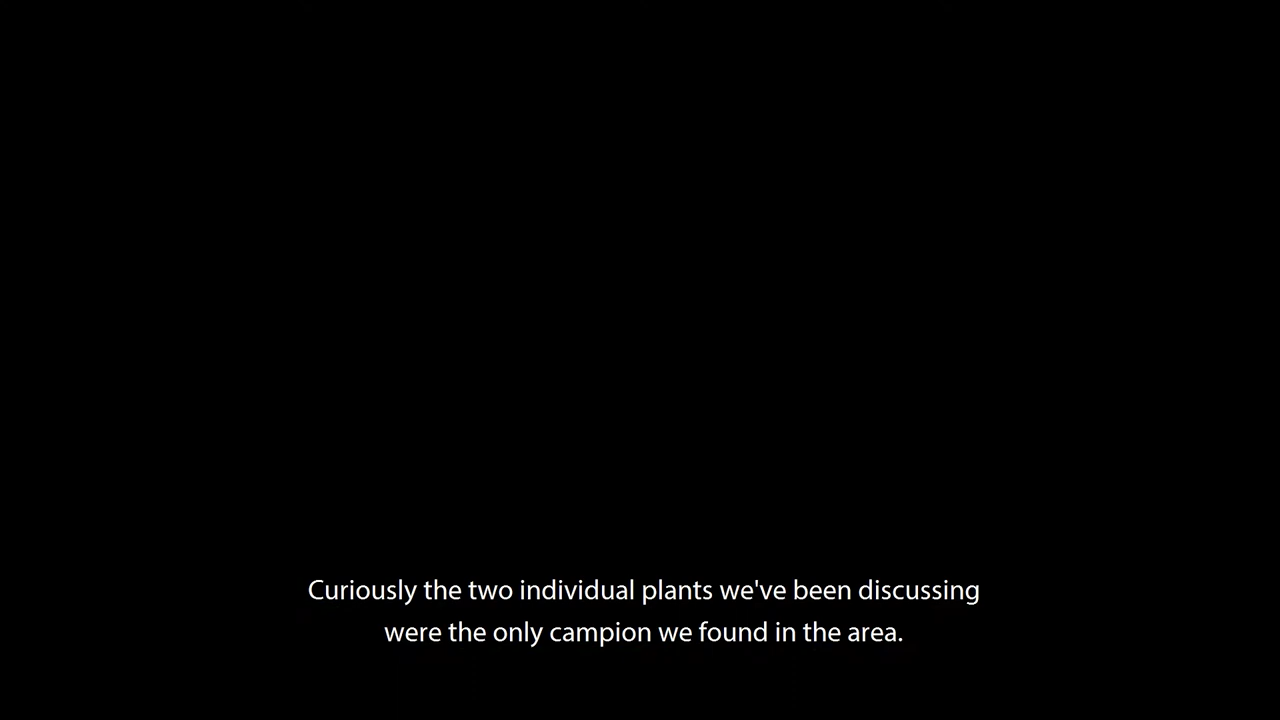 Curiously the two individual plants we've been discussing
were the only campion we found in the area.